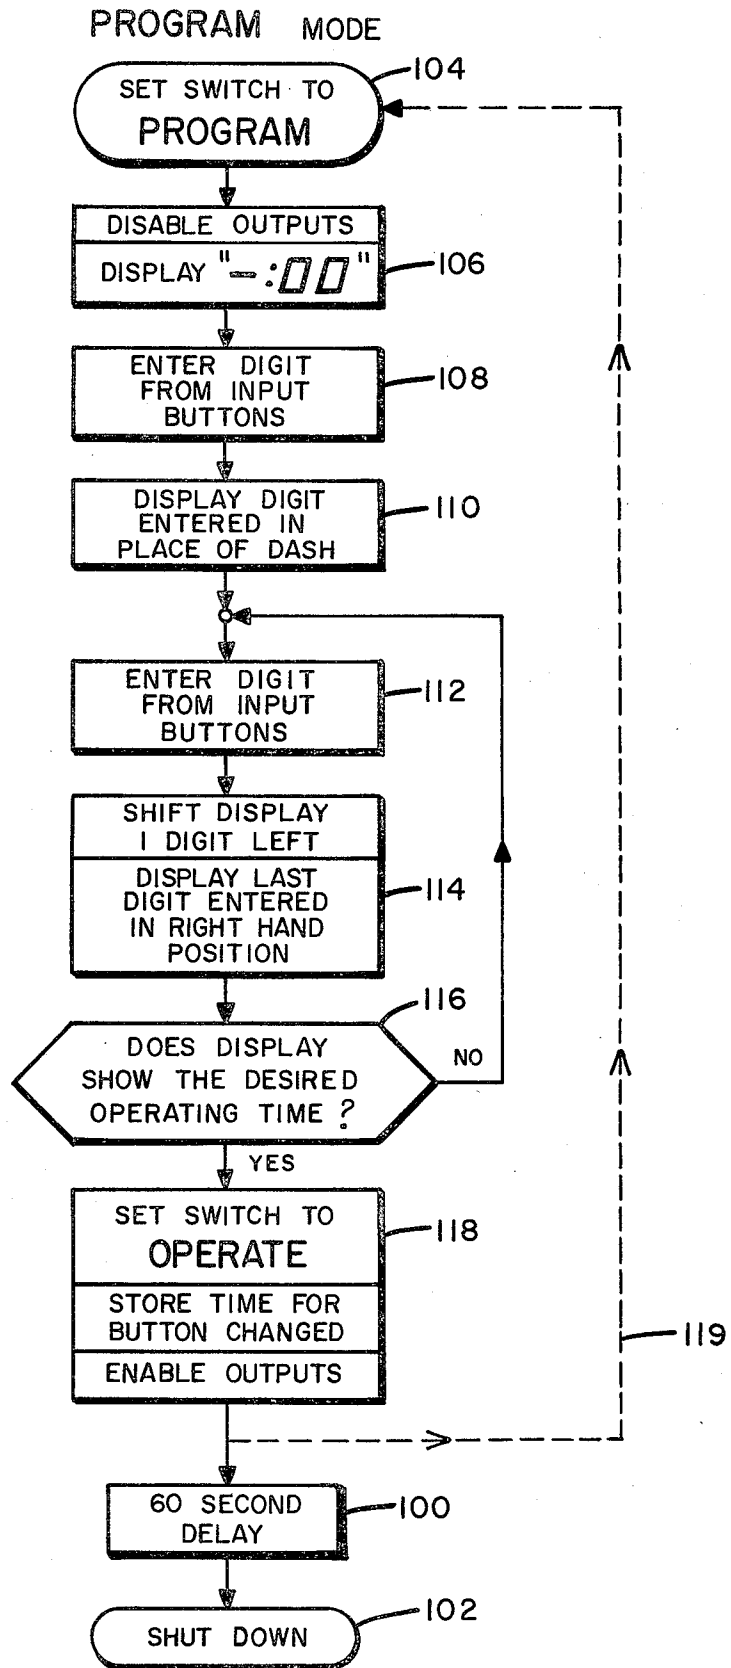 PROGRAM MODE
104
SET SWITCH TO
PROGRAM
DISABLE OUTPUTS
DISPLAY "-:00"
106
ENTER DIGIT
FROM INPUT
BUTTONS
108
DISPLAY DIGIT
ENTERED IN
PLACE OF DASH
110
ENTER DIGIT
FROM INPUT
BUTTONS
112
SHIFT DISPLAY
1 DIGIT LEFT
DISPLAY LAST
DIGIT ENTERED
IN RIGHT HAND
POSITION
114
116
DOES DISPLAY
SHOW THE DESIRED
OPERATING TIME ?
NO
YES
SET SWITCH TO
OPERATE
118
STORE TIME FOR
BUTTON CHANGED
ENABLE OUTPUTS
119
60 SECOND
DELAY
100
102
SHUT DOWN